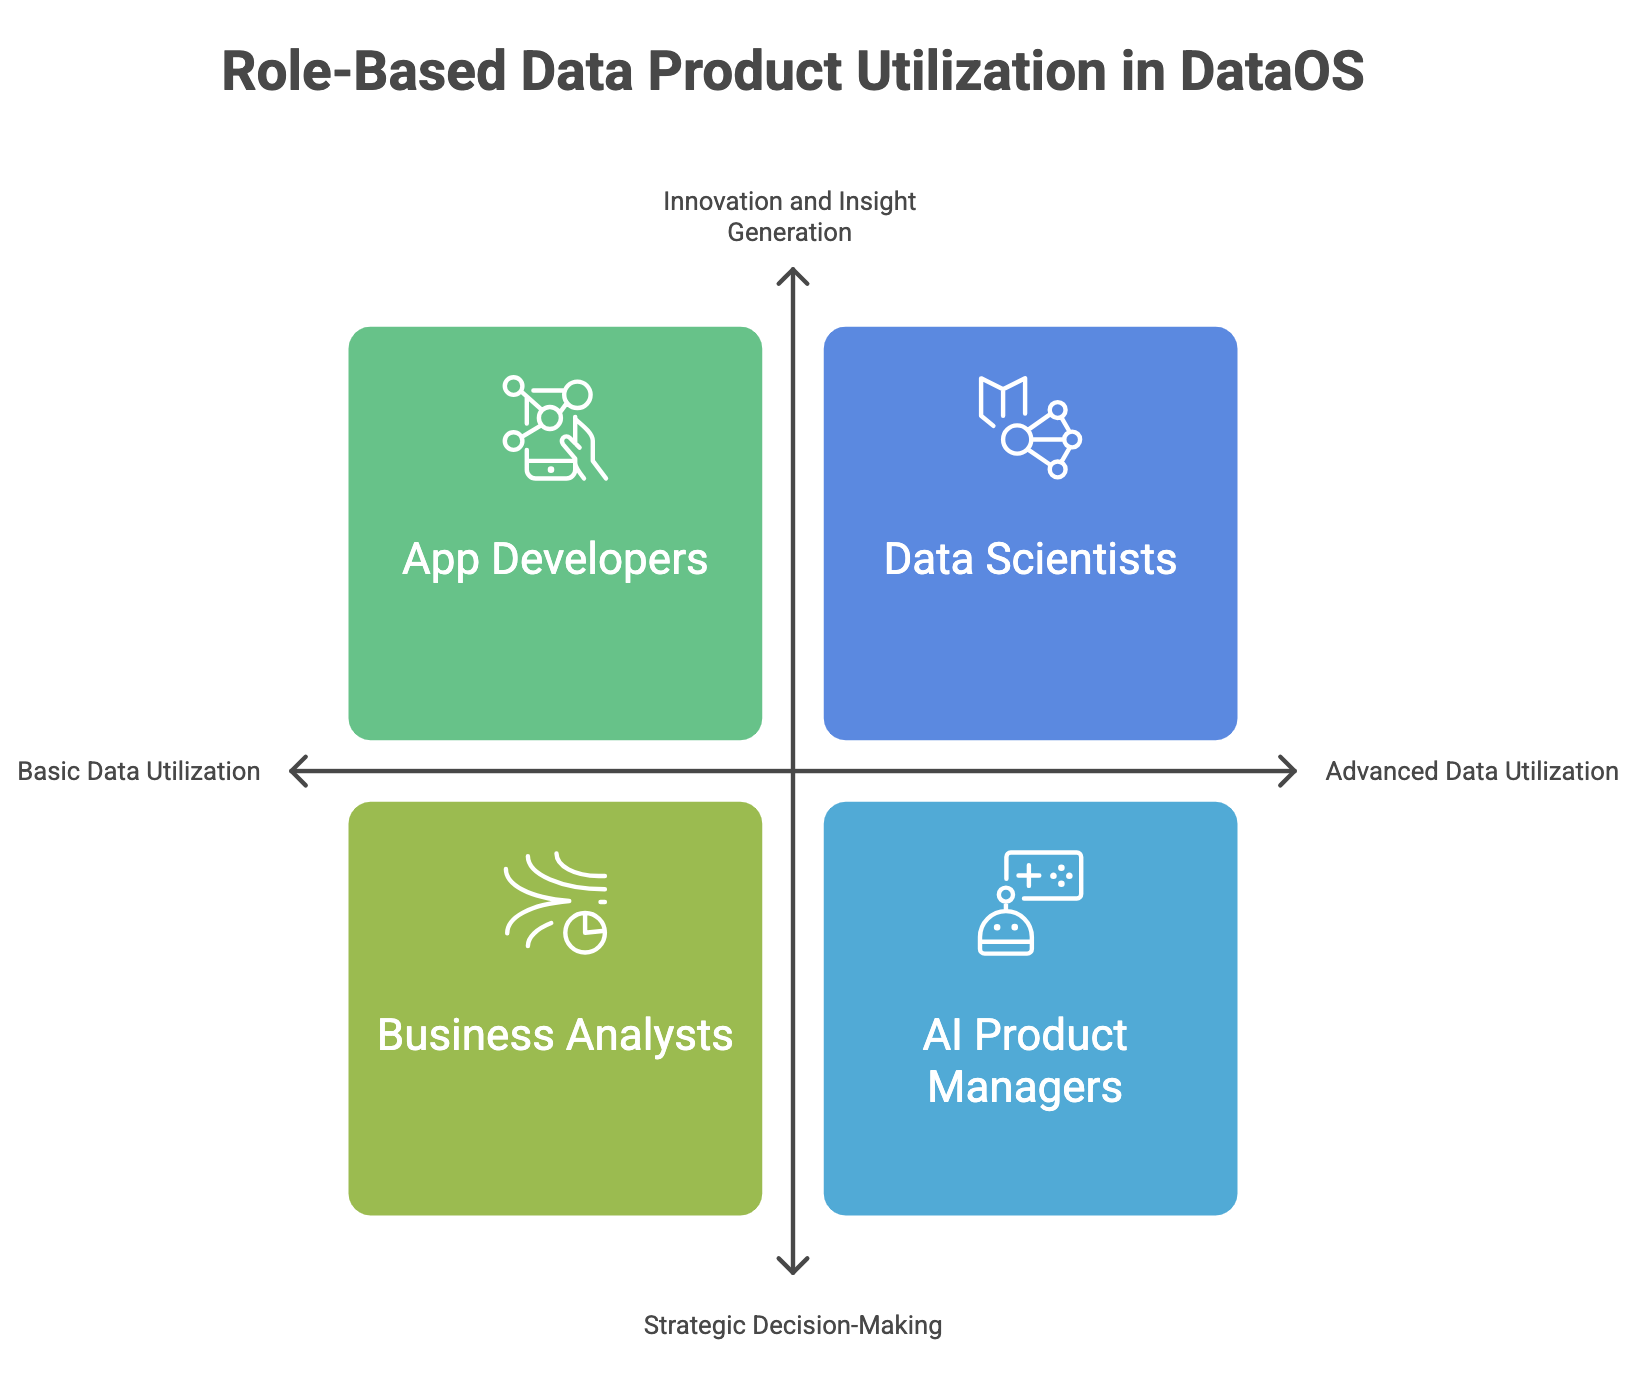 Role-Based Data Product Utilization in DataOS
Innovation and Insight
Generation
App Developers
Data Scientists
Basic Data Utilization
Advanced Data Utilization
Business Analysts
AI Product
Managers
Strategic Decision-Making